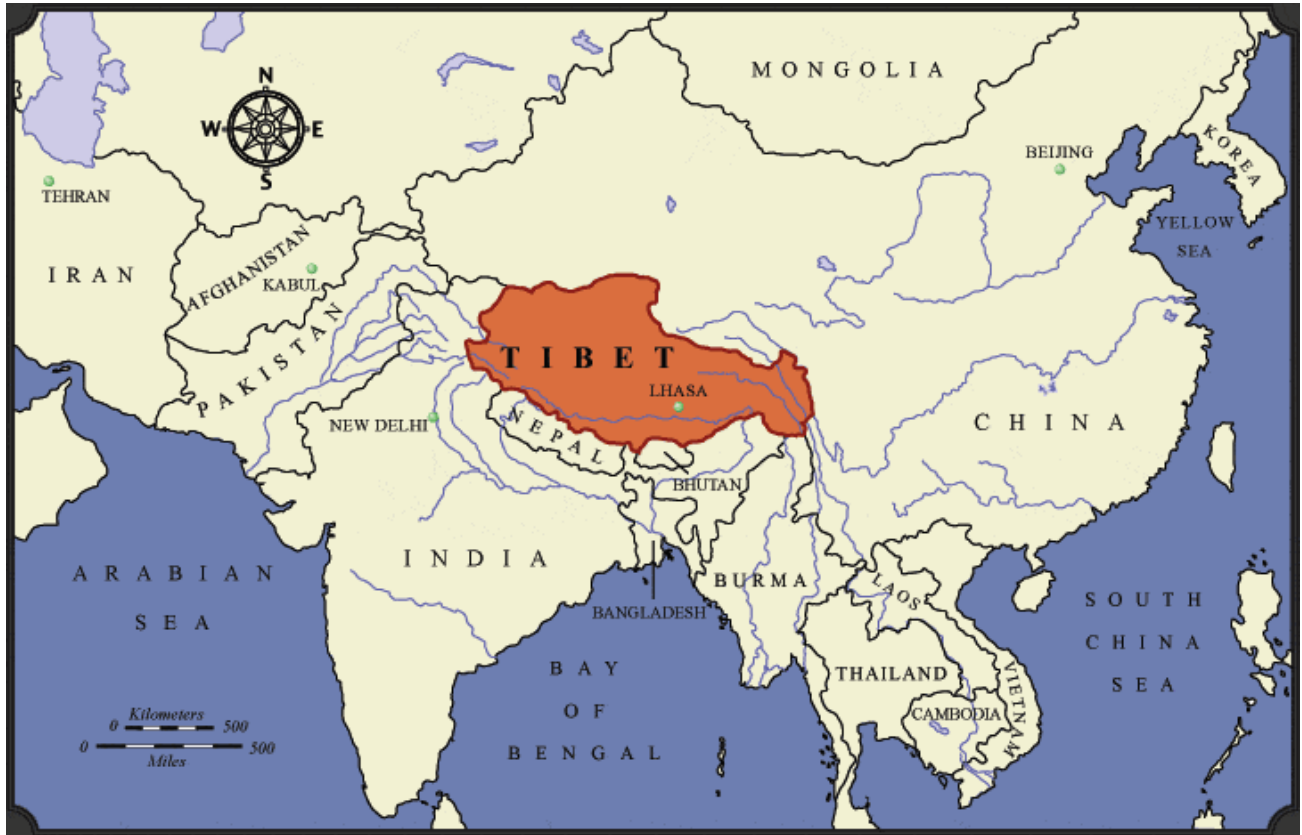 MONGOLIA
N
W E
S
BEIJING
KOREA
TEHRAN
YELLOW
SEA
AFGHANISTAN
IRAN
KABUL
PAKISTAN
TIBET
LHASA
NEW DELHI
NEPAL
CHINA
BHUTAN
INDIA
ARABIAN
SEA
BURMA
LAOS
BANGLADESH
SOUTH
CHINA
SEA
BAY
OF
BENGAL
THAILAND
VIETNAM
CAMBODIA
Kilometers
0 500
0 500
Miles